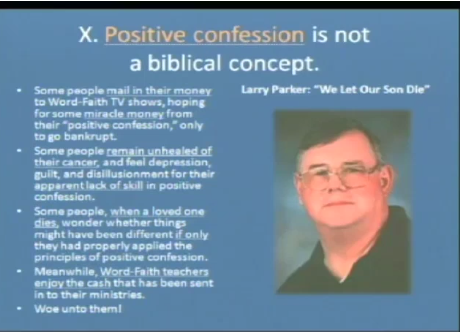 X. Positive confession is not
a biblical concept.
• Some people mail in their money
to Word-Faith TV shows, hoping
for some miracle money from
their "positive confession," only
to go bankrupt.
• Some people remain unhealed of
their cancer, and feel depression,
guilt, and disillusionment for their
apparent lack of skill in positive
confession.
• Some people, when a loved one
dies, wonder whether things
might have been different if only
they had properly applied the
principles of positive confession.
• Meanwhile, Word-Faith teachers
enjoy the cash that has been sent
in to their ministries.
• Woe unto them!
Larry Parker: "We Let Our Son Die"